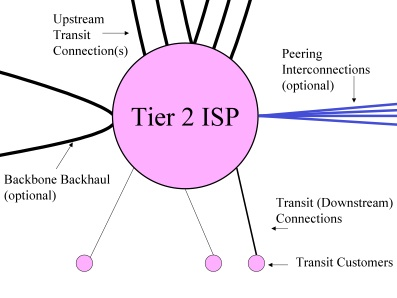 Upstream
Transit
Connection(s)
Peering
Interconnections
(optional)
Tier 2 ISP
Backbone Backhaul
(optional)
Transit (Downstream)
Connections
Transit Customers